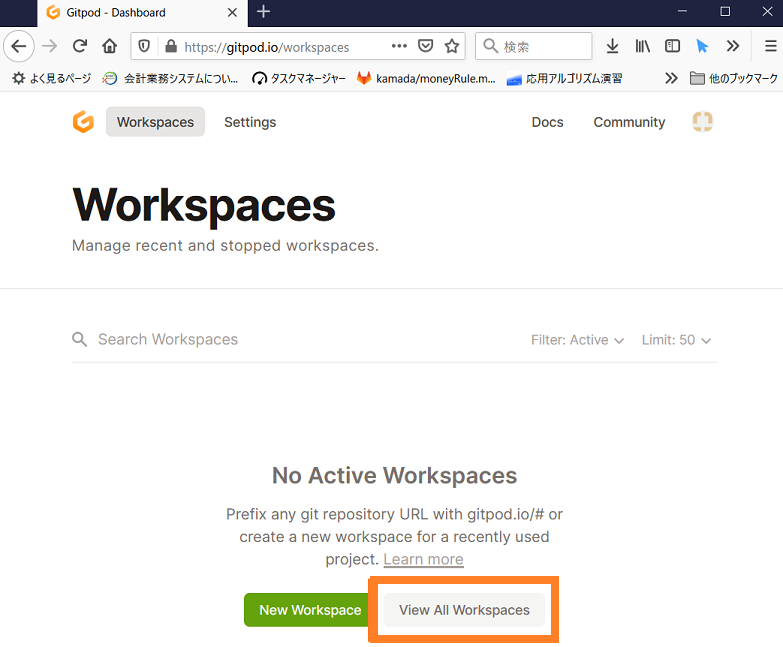 Gitpod - Dashboard
https://gitpod.io/workspaces
検索
よく見るページ
会計業務システムについ...
タスクマネージャー
kamada/moneyRule.m...
応用アルゴリズム演習
他のブックマーク
Workspaces
Settings
Docs
Community
Workspaces
Manage recent and stopped workspaces.
Search Workspaces
Filter: Active
Limit: 50
No Active Workspaces
Prefix any git repository URL with gitpod.io/# or
create a new workspace for a recently used
project. Learn more
New Workspace
View All Workspaces